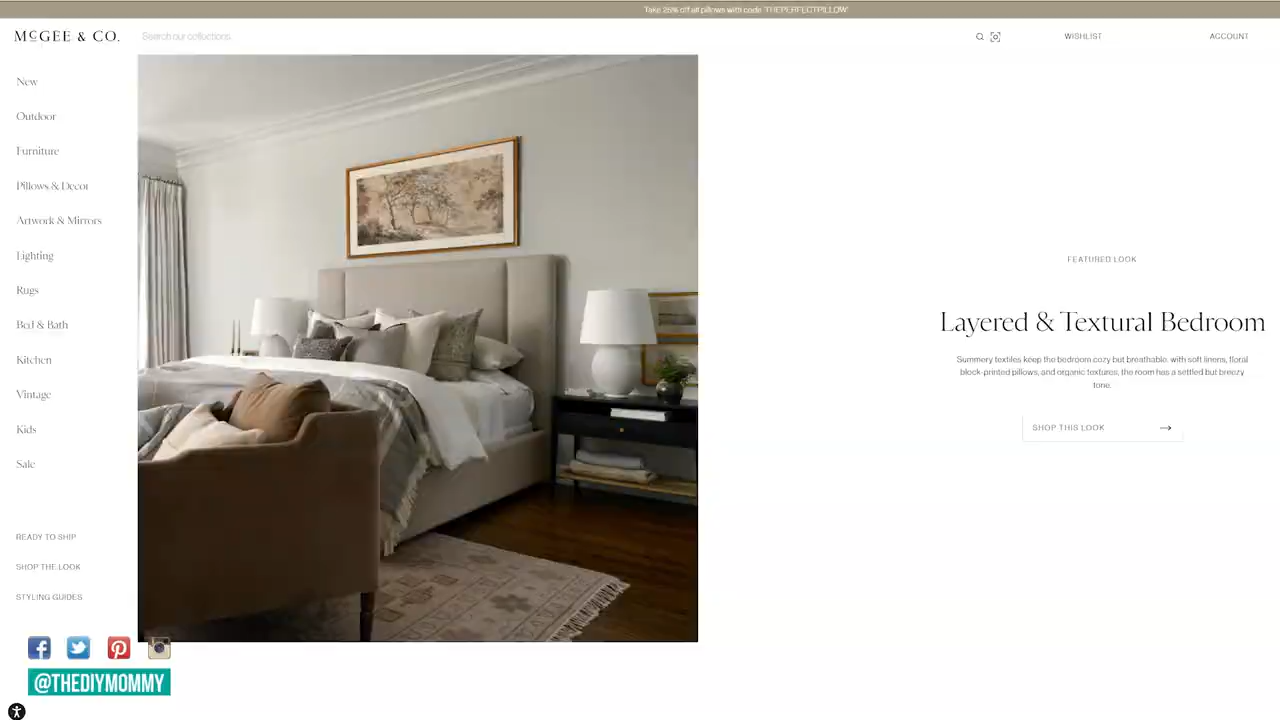 Take 25% off all pillows with code 'THEPERFECTPILLOW'
McGEE & CO.
Search our collections
WISHLIST
ACCOUNT
New
Outdoor
Furniture
Pillows & Decor
Artwork & Mirrors
Lighting
Rugs
Bed & Bath
Kitchen
Vintage
Kids
Sale
READY TO SHIP
SHOP THE LOOK
STYLING GUIDES
FEATURED LOOK
Layered & Textural Bedroom
Summery textiles keep the bedroom cozy but breathable. with soft linens, floral
block-printed pillows, and organic textures, the room has a settled but breezy
tone.
SHOP THIS LOOK
@THEDIYMOMMY